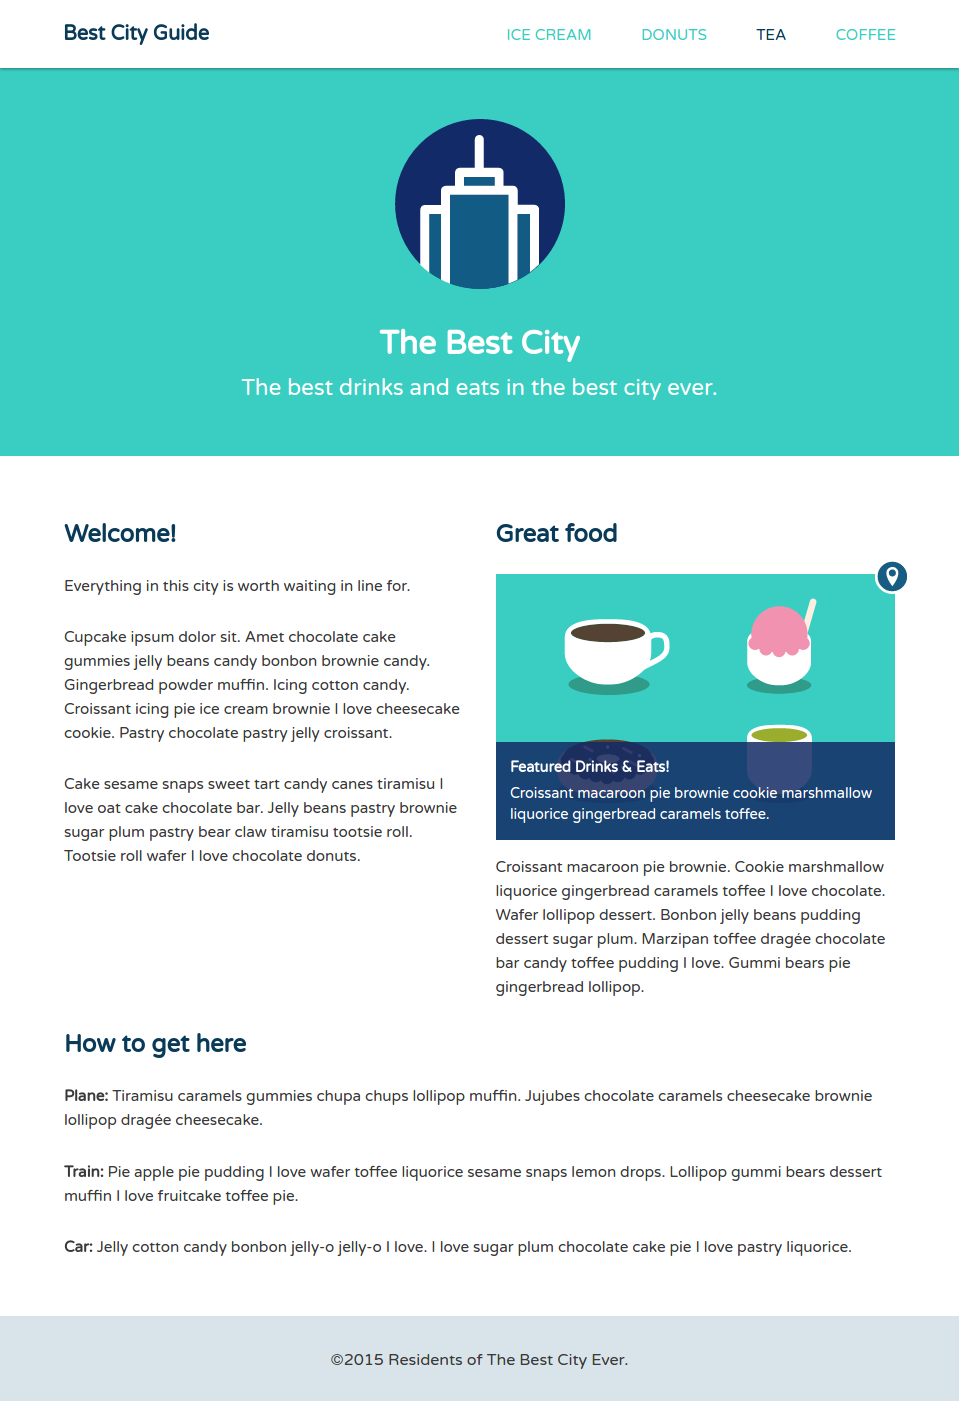 Best City Guide
ICE CREAM DONUTS TEA COFFEE
The Best City
The best drinks and eats in the best city ever.
Welcome!
Everything in this city is worth waiting in line for.
Cupcake ipsum dolor sit. Amet chocolate cake
gummies jelly beans candy bonbon brownie candy.
Gingerbread powder muffin. Icing cotton candy.
Croissant icing pie ice cream brownie I love cheesecake
cookie. Pastry chocolate pastry jelly croissant.
Cake sesame snaps sweet tart candy canes tiramisu I
love oat cake chocolate bar. Jelly beans pastry brownie
sugar plum pastry bear claw tiramisu tootsie roll.
Tootsie roll wafer I love chocolate donuts.
Great food
Featured Drinks & Eats!
Croissant macaroon pie brownie cookie marshmallow
liquorice gingerbread caramels toffee.
Croissant macaroon pie brownie. Cookie marshmallow
liquorice gingerbread caramels toffee I love chocolate.
Wafer lollipop dessert. Bonbon jelly beans pudding
dessert sugar plum. Marzipan toffee dragée chocolate
bar candy toffee pudding I love. Gummi bears pie
gingerbread lollipop.
How to get here
Plane: Tiramisu caramels gummies chupa chups lollipop muffin. Jujubes chocolate caramels cheesecake brownie
lollipop dragée cheesecake.
Train: Pie apple pie pudding I love wafer toffee liquorice sesame snaps lemon drops. Lollipop gummi bears dessert
muffin I love fruitcake toffee pie.
Car: Jelly cotton candy bonbon jelly-o jelly-o I love. I love sugar plum chocolate cake pie I love pastry liquorice.
©2015 Residents of The Best City Ever.